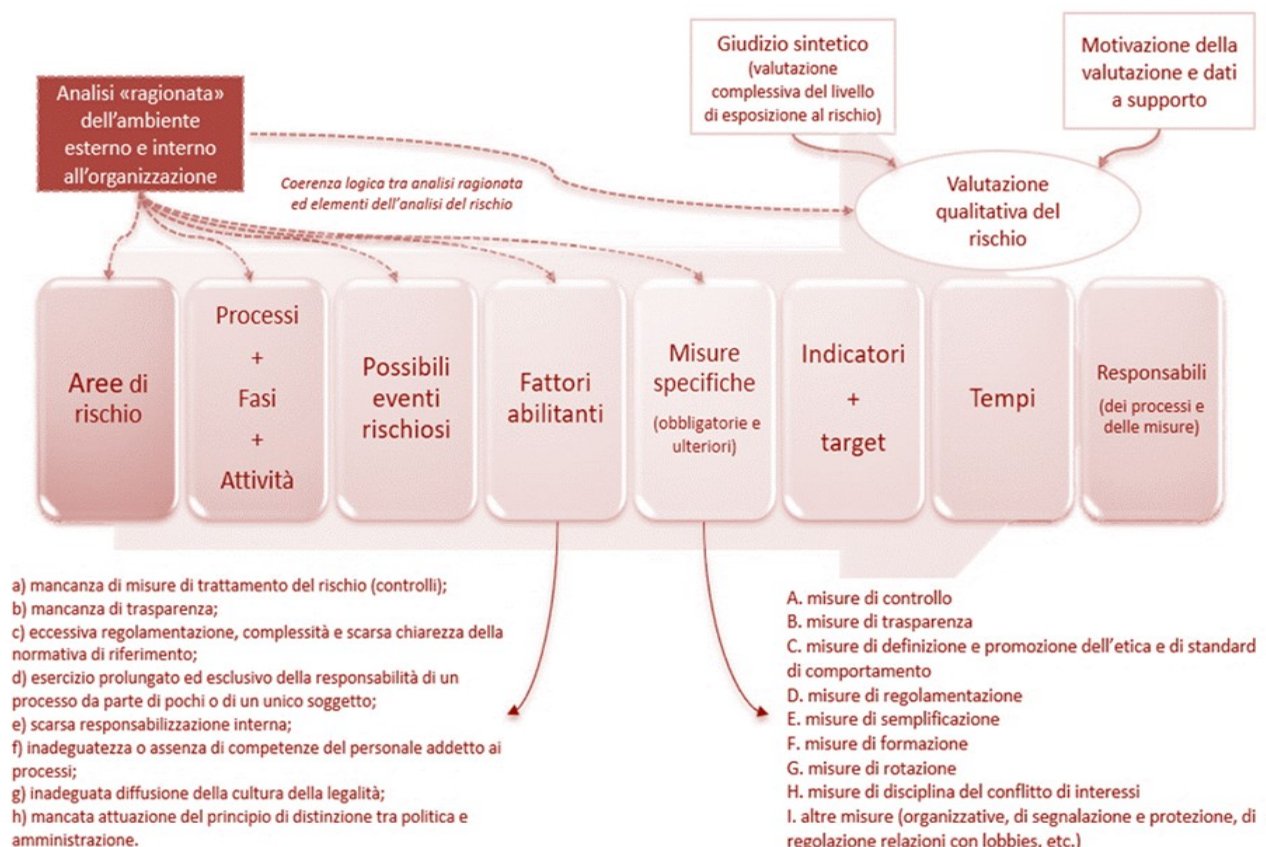 Giudizio sintetico
(valutazione
complessiva del livello
di esposizione al rischio)
Motivazione della
valutazione e dati
a supporto
Analisi «ragionata»
dell'ambiente
esterno e interno
all'organizzazione
Coerenza logica tra analisi ragionata
ed elementi dell'analisi del rischio
Valutazione
qualitativa del
rischio
Aree di
rischio
Processi
+
Fasi
+
Attività
Possibili
eventi
rischiosi
Fattori
abilitanti
Misure
specifiche
(obbligatorie e
ulteriori)
Indicatori
+
target
Tempi
Responsabili
(dei processi e
delle misure)
a) mancanza di misure di trattamento del rischio (controlli);
b) mancanza di trasparenza;
c) eccessiva regolamentazione, complessità e scarsa chiarezza della
normativa di riferimento;
d) esercizio prolungato ed esclusivo della responsabilità di un
processo da parte di pochi o di un unico soggetto;
e) scarsa responsabilizzazione interna;
f) inadeguatezza o assenza di competenze del personale addetto ai
processi;
g) inadeguata diffusione della cultura della legalità;
h) mancata attuazione del principio di distinzione tra politica e
amministrazione.
A. misure di controllo
B. misure di trasparenza
C. misure di definizione e promozione dell'etica e di standard
di comportamento
D. misure di regolamentazione
E. misure di semplificazione
F. misure di formazione
G. misure di rotazione
H. misure di disciplina del conflitto di interessi
I. altre misure (organizzative, di segnalazione e protezione, di
regolazione relazioni con lobbies, etc.)